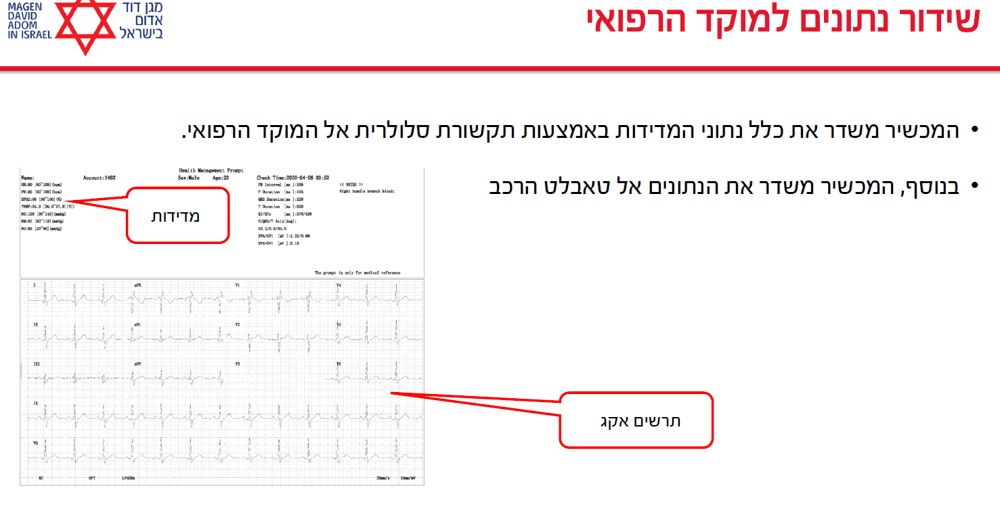 MAGEN
DAVID
ADOM
IN ISRAEL
מגן דוד
אדום
בישראל
שידור נתונים למוקד הרפואי
• המכשיר משדר את כלל נתוני המדידות באמצעות תקשורת סלולרית אל המוקד הרפואי.
• בנוסף, המכשיר משדר את הנתונים אל טאבלט הרכב
Health Management Prompt
Name: Account:1462 Sex:Male Age:32 Check Time:2020-04-06 03:52
HR:80 [60~100](bpm)
PR:85 [60~100](bpm)
SPO2:98 [90~100](%)
TEMP:36.9 [36.0~37.0](℃)
NS:129 [90~140](mmHg)
NM:97 [60~110](mmHg)
ND:85 [50~90](mmHg)
PR Interval [ms ]:156
P Duration [ms ]:116
QRS Duration[ms ]:128
T Duration [ms ]:200
QT/QTc [ms ]:378/438
P/QRS/T Axis[deg]:
53.3/0.8/34.0
RV5/SV1 [mV ]:1.31/0.88
RV5+SV1 [mV ]:2.19
<< NOTES >>
Right bundle branch block;
The prompt is only for medical reference
מדידות
I aVR V1 V4
II aVL V2 V5
III aVF V3 V6
II
V5
AC DFT LP40Hz 25mm/s 10mm/mV
תרשים אקג